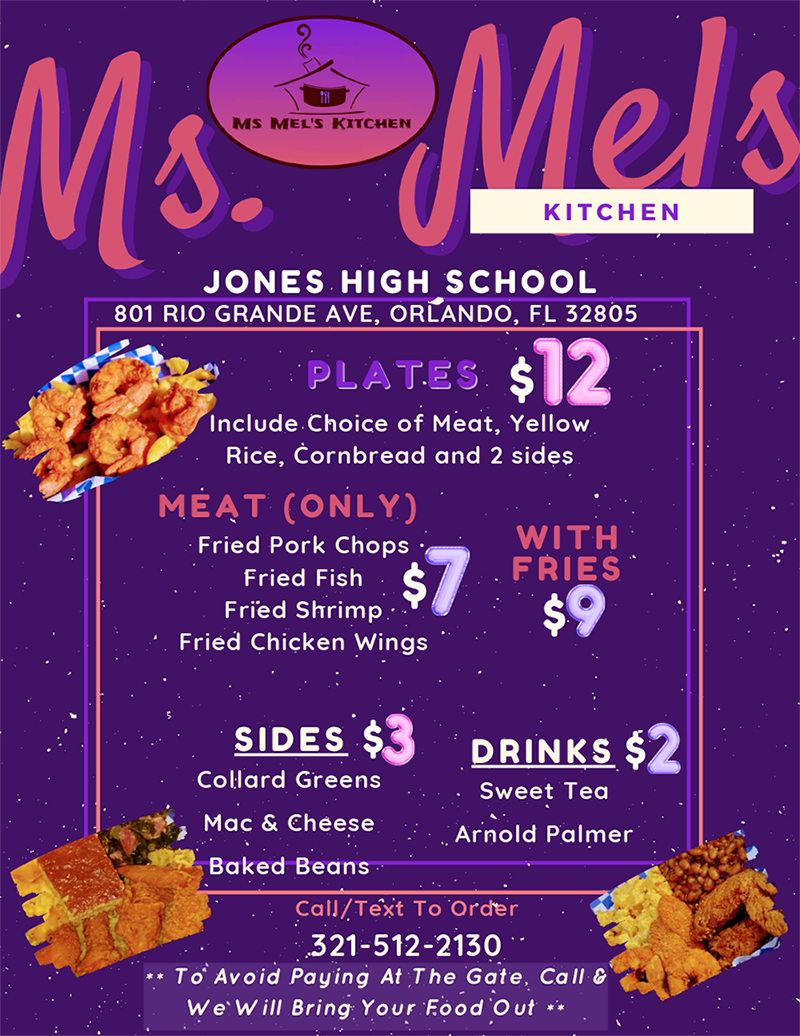 Ms. Mels
MS MEL'S KITCHEN
KITCHEN
JONES HIGH SCHOOL
801 RIO GRANDE AVE, ORLANDO, FL 32805
PLATES $12
Include Choice of Meat, Yellow
Rice, Cornbread and 2 sides
MEAT (ONLY)
Fried Pork Chops
Fried Fish
Fried Shrimp
Fried Chicken Wings
$7
WITH
FRIES
$9
SIDES $3
Collard Greens
Mac & Cheese
Baked Beans
DRINKS $2
Sweet Tea
Arnold Palmer
Call/Text To Order
321-512-2130
** To Avoid Paying At The Gate, Call &
We Will Bring Your Food Out **